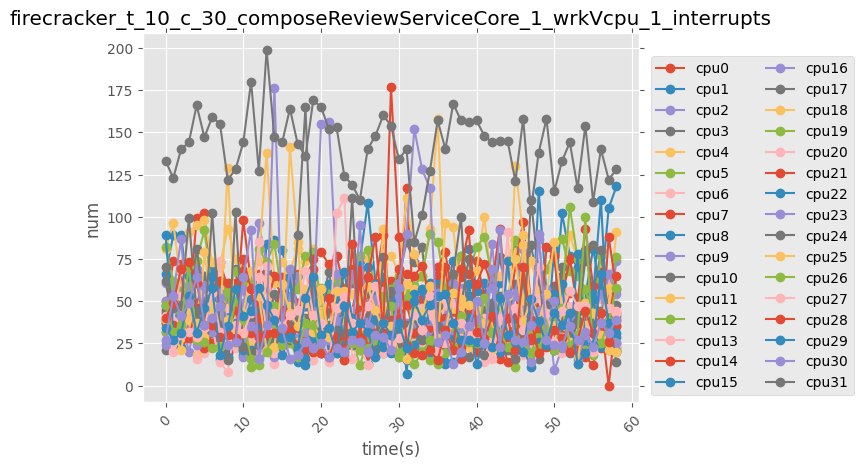 firecracker_t_10_c_30_composeReviewServiceCore_1_wrkVcpu_1_interrupts
200
175
150
125
100
75
50
25
0
num
0
10
20
30
40
50
60
time(s)
cpu0
cpu1
cpu2
cpu3
cpu4
cpu5
cpu6
cpu7
cpu8
cpu9
cpu10
cpu11
cpu12
cpu13
cpu14
cpu15
cpu16
cpu17
cpu18
cpu19
cpu20
cpu21
cpu22
cpu23
cpu24
cpu25
cpu26
cpu27
cpu28
cpu29
cpu30
cpu31